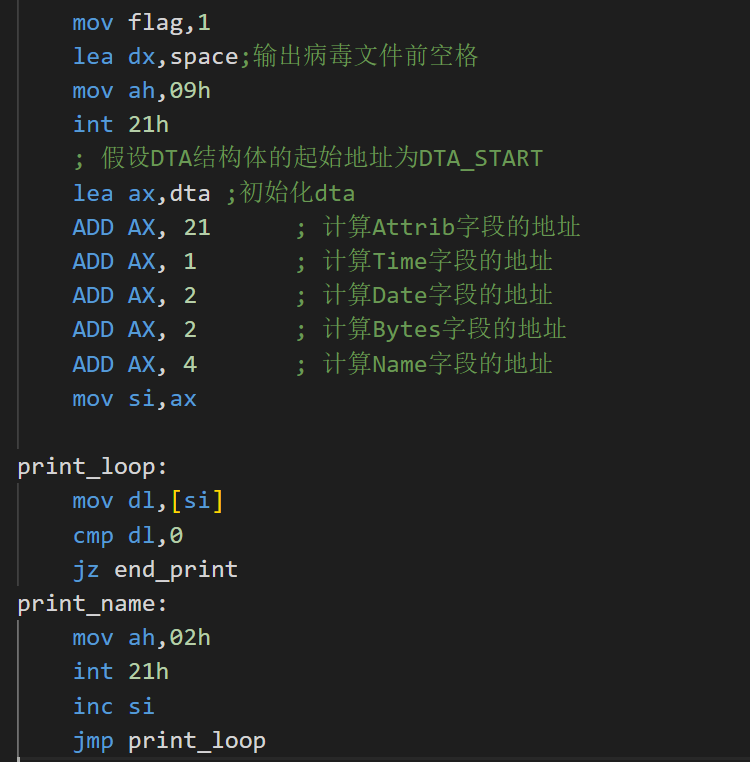 mov flag,1
lea dx,space;输出病毒文件前空格
mov ah,09h
int 21h
; 假设DTA结构体的起始地址为DTA_START
lea ax,dta ;初始化dta
ADD AX, 21      ; 计算Attrib字段的地址
ADD AX, 1       ; 计算Time字段的地址
ADD AX, 2       ; 计算Date字段的地址
ADD AX, 2       ; 计算Bytes字段的地址
ADD AX, 4       ; 计算Name字段的地址
mov si,ax
print_loop:
mov dl,[si]
cmp dl,0
jz end_print
print_name:
mov ah,02h
int 21h
inc si
jmp print_loop